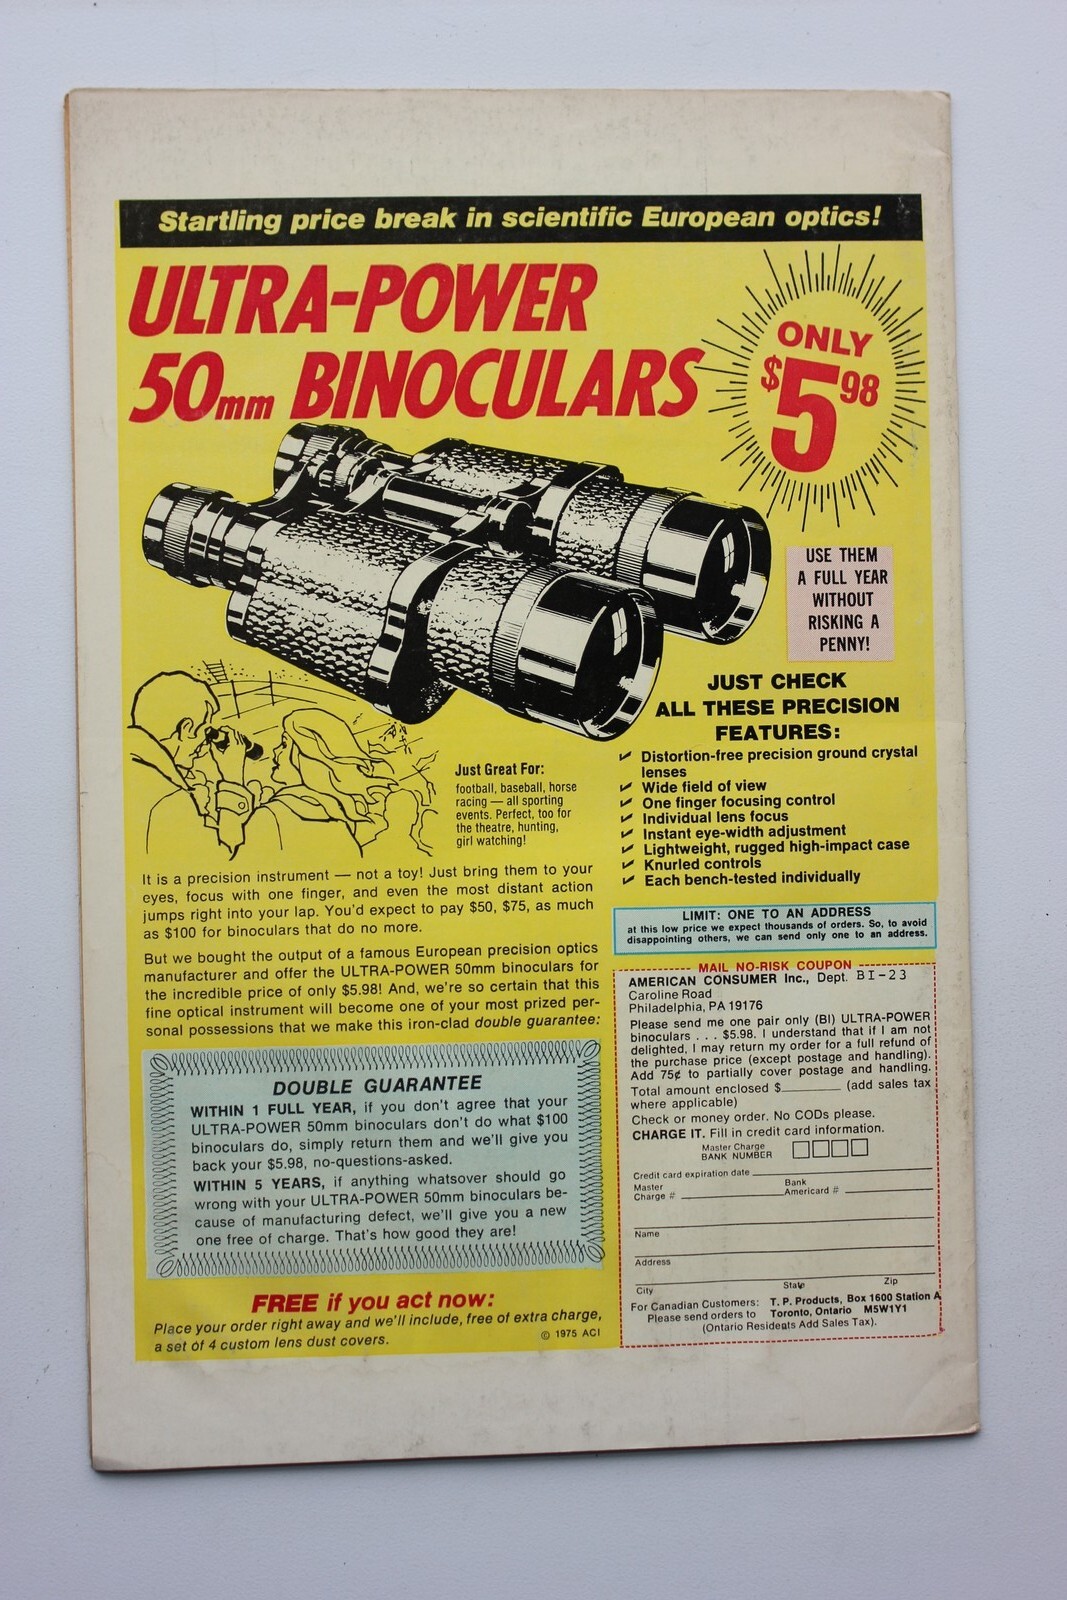 Startling price break in scientific European optics!
ULTRA-POWER
50mm BINOCULARS
ONLY
$5 98
USE THEM
A FULL YEAR
WITHOUT
RISKING A
PENNY!
JUST CHECK
ALL THESE PRECISION
FEATURES:
Distortion-free precision ground crystal
lenses
Wide field of view
One finger focusing control
Individual lens focus
Instant eye-width adjustment
Lightweight, rugged high-impact case
Knurled controls
Each bench-tested individually
Just Great For:
football, baseball, horse
racing — all sporting
events. Perfect, too for
the theatre, hunting,
girl watching!
It is a precision instrument — not a toy! Just bring them to your
eyes, focus with one finger, and even the most distant action
jumps right into your lap. You'd expect to pay $50, $75, as much
as $100 for binoculars that do no more.
But we bought the output of a famous European precision optics
manufacturer and offer the ULTRA-POWER 50mm binoculars for
the incredible price of only $5.98! And, we're so certain that this
fine optical instrument will become one of your most prized per-
sonal possessions that we make this iron-clad double guarantee:
DOUBLE GUARANTEE
WITHIN 1 FULL YEAR, if you don't agree that your
ULTRA-POWER 50mm binoculars don't do what $100
binoculars do, simply return them and we'll give you
back your $5.98, no-questions-asked.
WITHIN 5 YEARS, if anything whatsoever should go
wrong with your ULTRA-POWER 50mm binoculars be-
cause of manufacturing defect, we'll give you a new
one free of charge. That's how good they are!
FREE if you act now:
Place your order right away and we'll include, free of extra charge,
a set of 4 custom lens dust covers.
© 1975 ACI
LIMIT: ONE TO AN ADDRESS
at this low price we expect thousands of orders. So, to avoid
disappointing others, we can send only one to an address.
MAIL NO-RISK COUPON
AMERICAN CONSUMER Inc., Dept. BI-23
Caroline Road
Philadelphia, PA 19176
Please send me one pair only (BI) ULTRA-POWER
binoculars . . . $5.98. I understand that if I am not
delighted, I may return my order for a full refund of
the purchase price (except postage and handling).
Add 75¢ to partially cover postage and handling.
Total amount enclosed $______ (add sales tax
where applicable)
Check or money order. No CODs please.
CHARGE IT. Fill in credit card information.
Master Charge
BANK NUMBER
Credit card expiration date
Master
Charge #
Bank
Americard #
Name
Address
City State Zip
For Canadian Customers: T. P. Products, Box 1600 Station A
Please send orders to Toronto, Ontario M5W1Y1
(Ontario Residents Add Sales Tax).